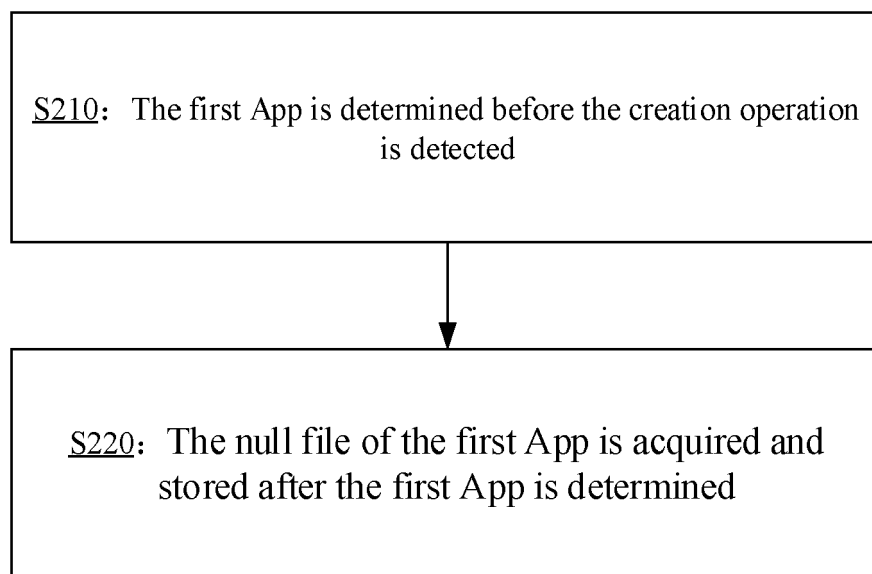 S210：The first App is determined before the creation operation
is detected
S220：The null file of the first App is acquired and
stored after the first App is determined